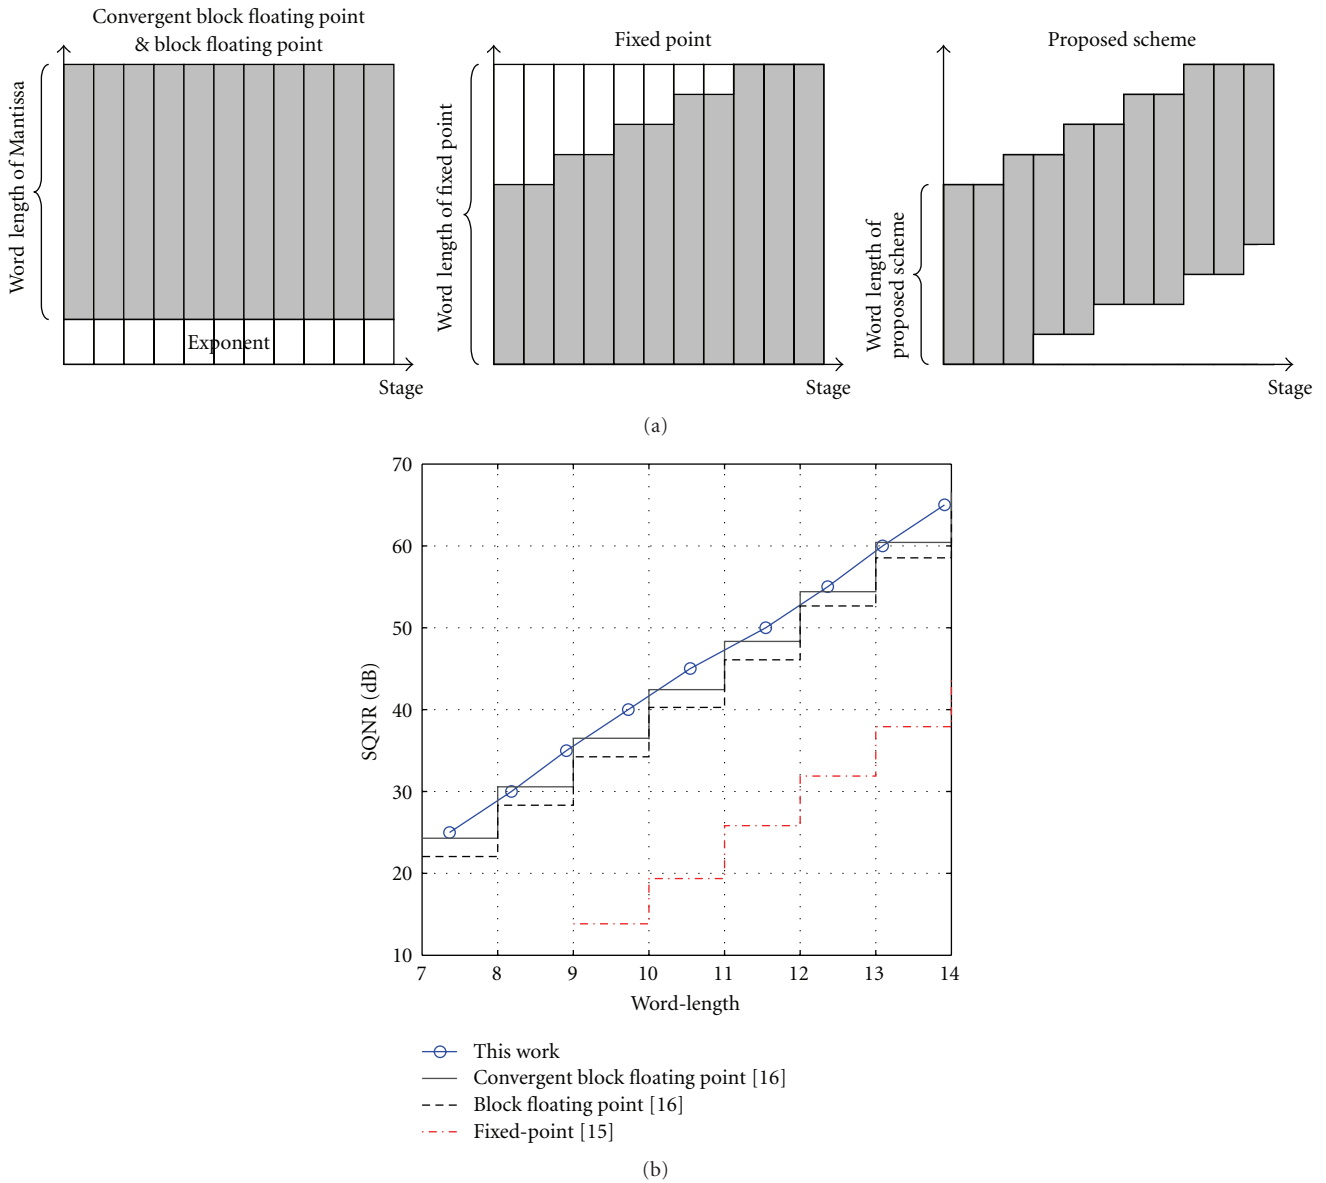 Convergent block floating point
& block floating point
Word length of Mantissa
Exponent
Stage
Fixed point
Word length of fixed point
Stage
Proposed scheme
Word length of
proposed scheme
Stage
(a)
70
60
50
40
30
20
10
SQNR (dB)
7 8 9 10 11 12 13 14
Word-length
This work
Convergent block floating point [16]
Block floating point [16]
Fixed-point [15]
(b)